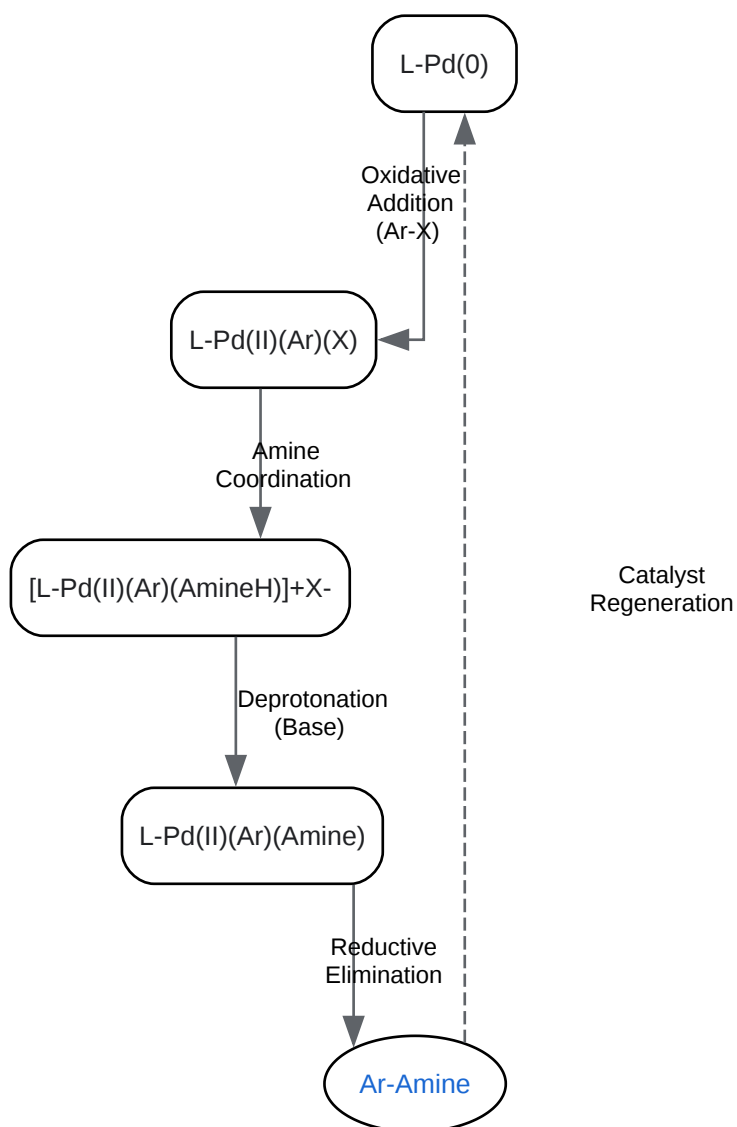 L-Pd(0)
Oxidative
Addition
(Ar-X)
L-Pd(II)(Ar)(X)
Amine
Coordination
[L-Pd(II)(Ar)(AmineH)]+X-
Catalyst
Regeneration
Deprotonation
(Base)
L-Pd(II)(Ar)(Amine)
Reductive
Elimination
Ar-Amine